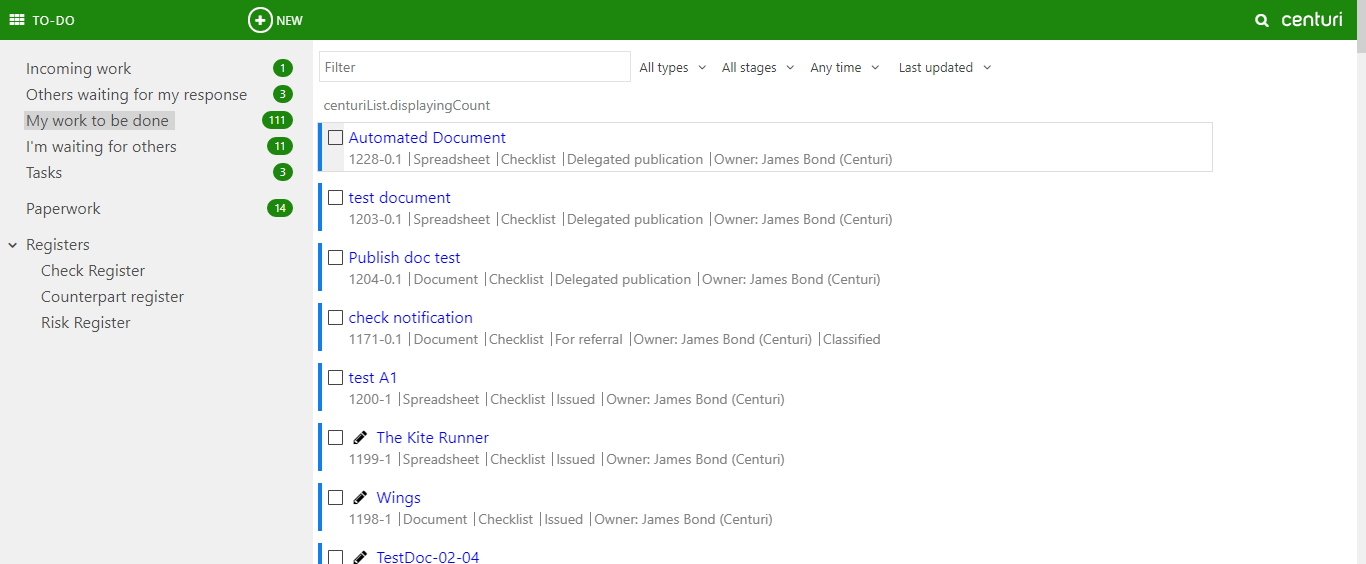 TO-DO
NEW
centuri
Incoming work 1
Others waiting for my response 3
My work to be done 111
I'm waiting for others 11
Tasks 3
Paperwork 14
Registers
Check Register
Counterpart register
Risk Register
Filter
All types
All stages
Any time
Last updated
centuriList.displayingCount
Automated Document
1228-0.1 |Spreadsheet |Checklist |Delegated publication |Owner: James Bond (Centuri)
test document
1203-0.1 |Spreadsheet |Checklist |Delegated publication |Owner: James Bond (Centuri)
Publish doc test
1204-0.1 |Document |Checklist |Delegated publication |Owner: James Bond (Centuri)
check notification
1171-0.1 |Document |Checklist |For referral |Owner: James Bond (Centuri) |Classified
test A1
1200-1 |Spreadsheet |Checklist |Issued |Owner: James Bond (Centuri)
The Kite Runner
1199-1 |Spreadsheet |Checklist |Issued |Owner: James Bond (Centuri)
Wings
1198-1 |Document |Checklist |Issued |Owner: James Bond (Centuri)
TestDoc-02-04